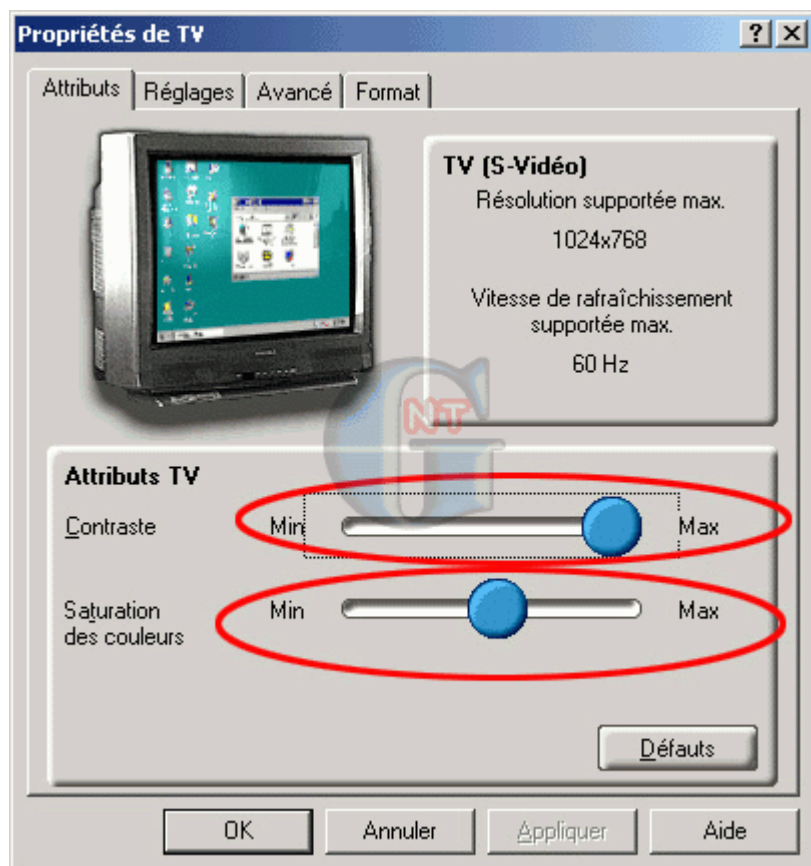 Propriétés de TV
Attributs Réglages Avancé Format
TV (S-Vidéo)
Résolution supportée max.
1024x768
Vitesse de rafraîchissement
supportée max.
60 Hz
GNT
Attributs TV
Contraste Min Max
Saturation
des couleurs Min Max
Défauts
OK Annuler Appliquer Aide